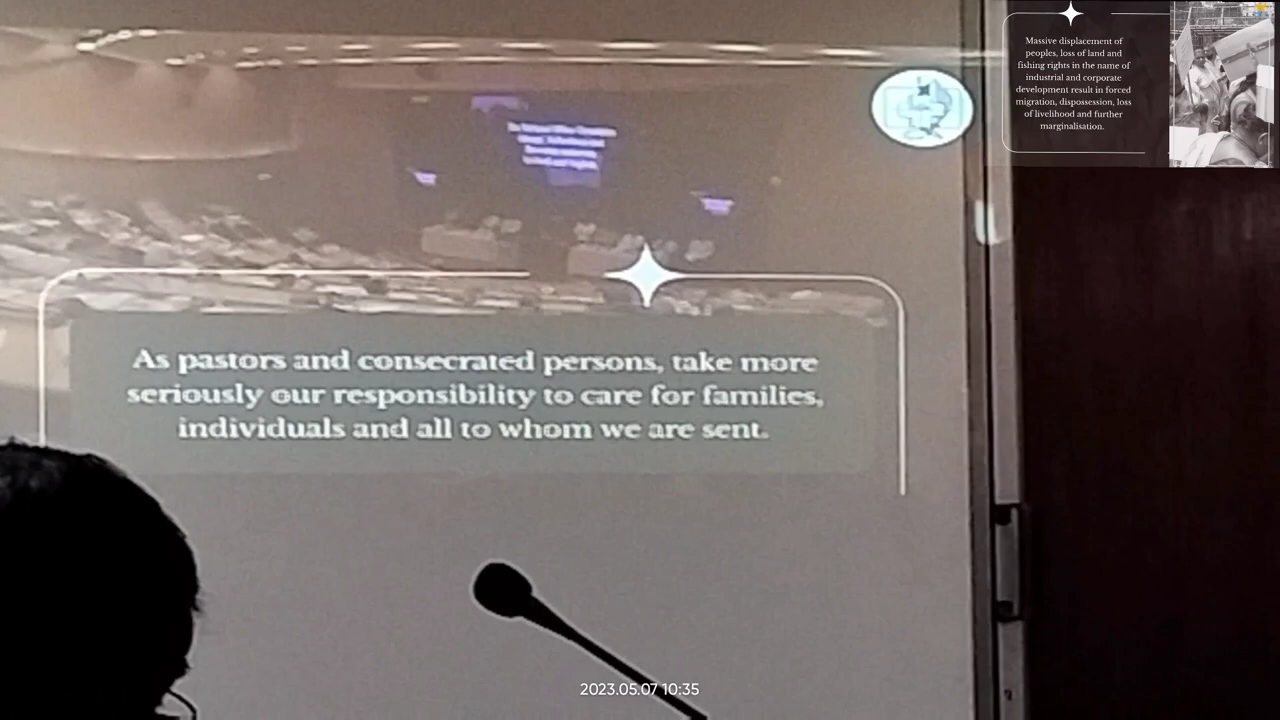 As pastors and consecrated persons, take more
seriously our responsibility to care for families,
individuals and all to whom we are sent.
Massive displacement of
peoples, loss of land and
fishing rights in the name of
industrial and corporate
development result in forced
migration, dispossession, loss
of livelihood and further
marginalisation.
2023.05.07 10:35